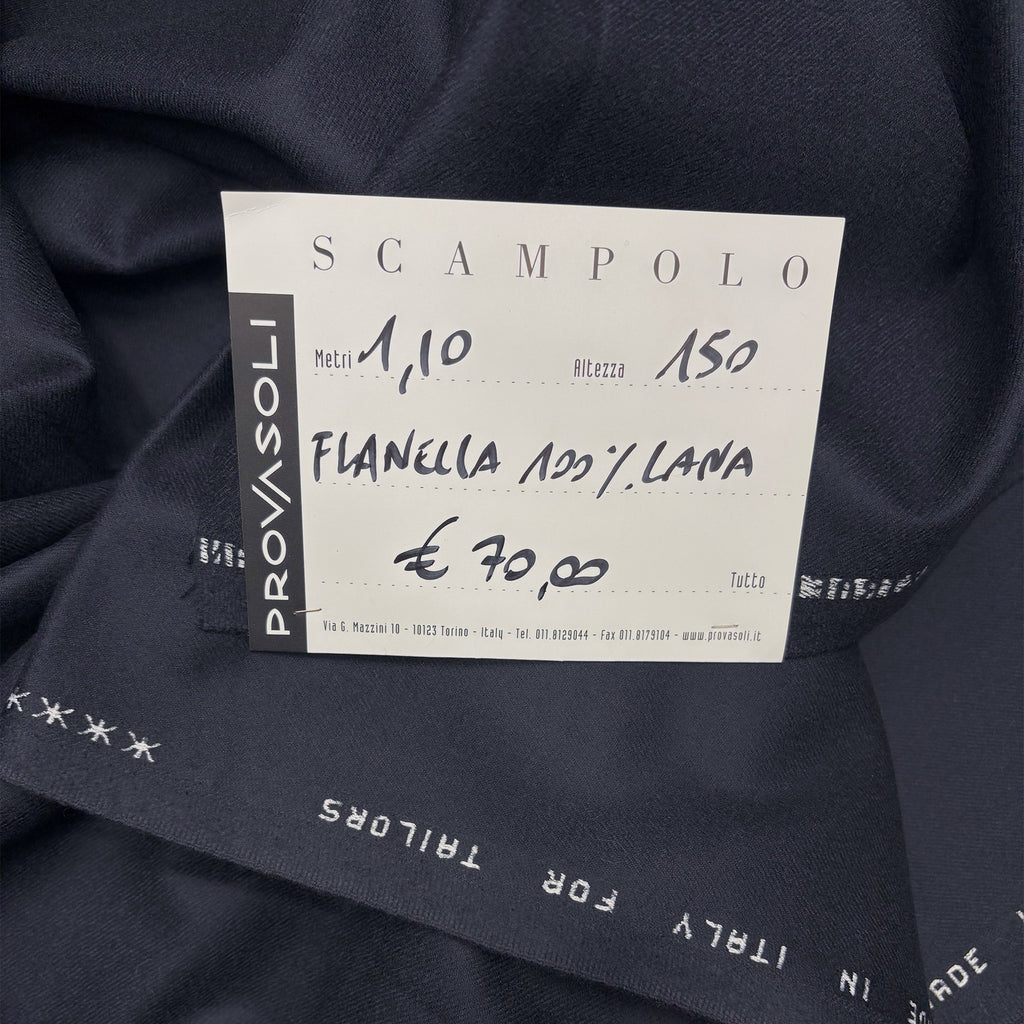 SCAMPOLO
PROVASOLI
Metri 1,10 Altezza 150
FLANELLA 100% LANA
€ 70,00 Tutto
Via G. Mazzini 10 - 10123 Torino - Italy - Tel. 011.8129044 - Fax 011.8179104 - www.provasoli.it
**** IN ITALY FOR TAILORS